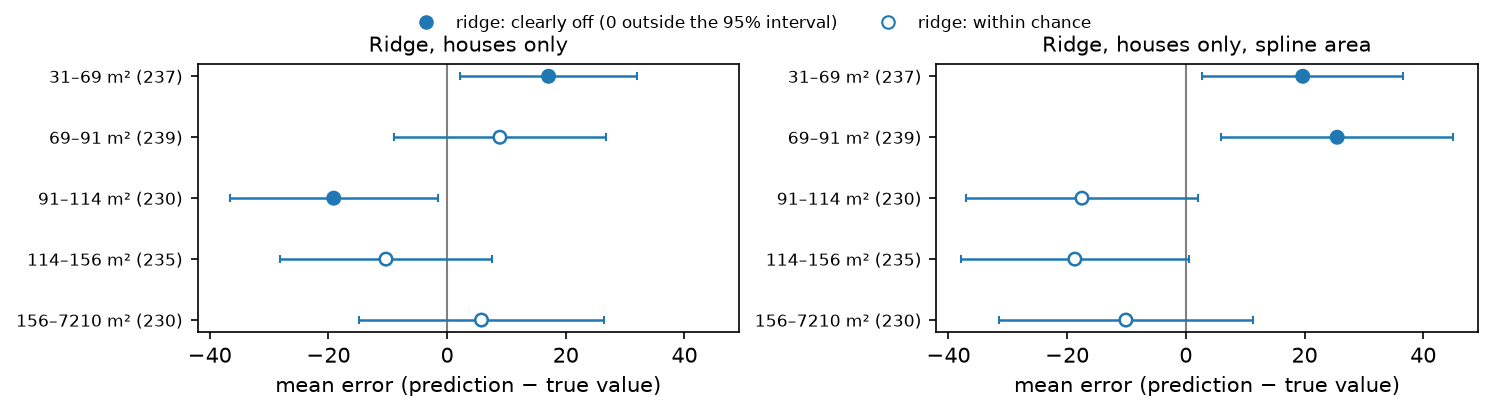 ridge: clearly off (0 outside the 95% interval)
ridge: within chance
Ridge, houses only
31–69 m² (237)
69–91 m² (239)
91–114 m² (230)
114–156 m² (235)
156–7210 m² (230)
−40 −20 0 20 40
mean error (prediction − true value)
Ridge, houses only, spline area
31–69 m² (237)
69–91 m² (239)
91–114 m² (230)
114–156 m² (235)
156–7210 m² (230)
−40 −20 0 20 40
mean error (prediction − true value)